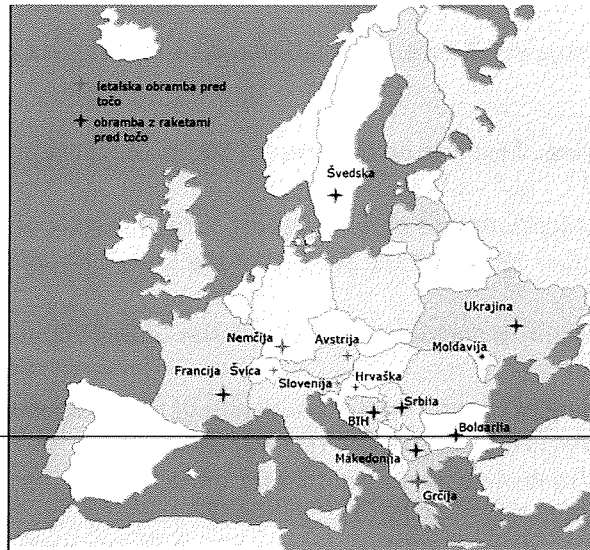 letalska obramba pred
točo
obramba z raketami
pred točo
Švedska
Ukrajina
Nemčija
Avstrija
Moldavija
Francija
Švica
Slovenija
Hrvaška
BIH
Srbija
Bolgarija
Makedonija
Grčija